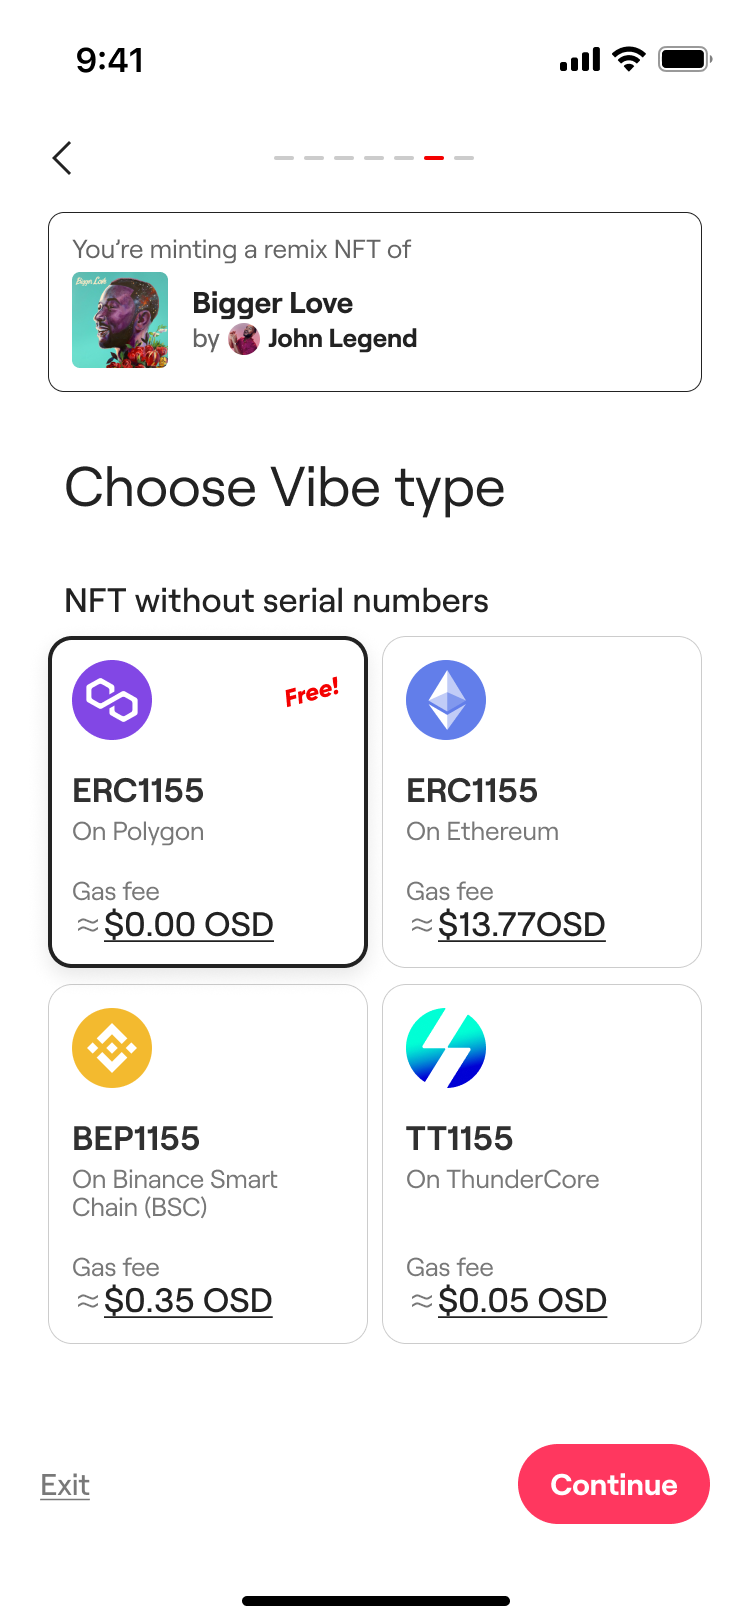 9:41
You're minting a remix NFT of
Bigger Love
Bigger Love
by John Legend
Choose Vibe type
NFT without serial numbers
Free!
ERC1155
On Polygon
Gas fee
≈ $0.00 OSD
ERC1155
On Ethereum
Gas fee
≈ $13.77OSD
BEP1155
On Binance Smart
Chain (BSC)
Gas fee
≈ $0.35 OSD
TT1155
On ThunderCore
Gas fee
≈ $0.05 OSD
Exit
Continue